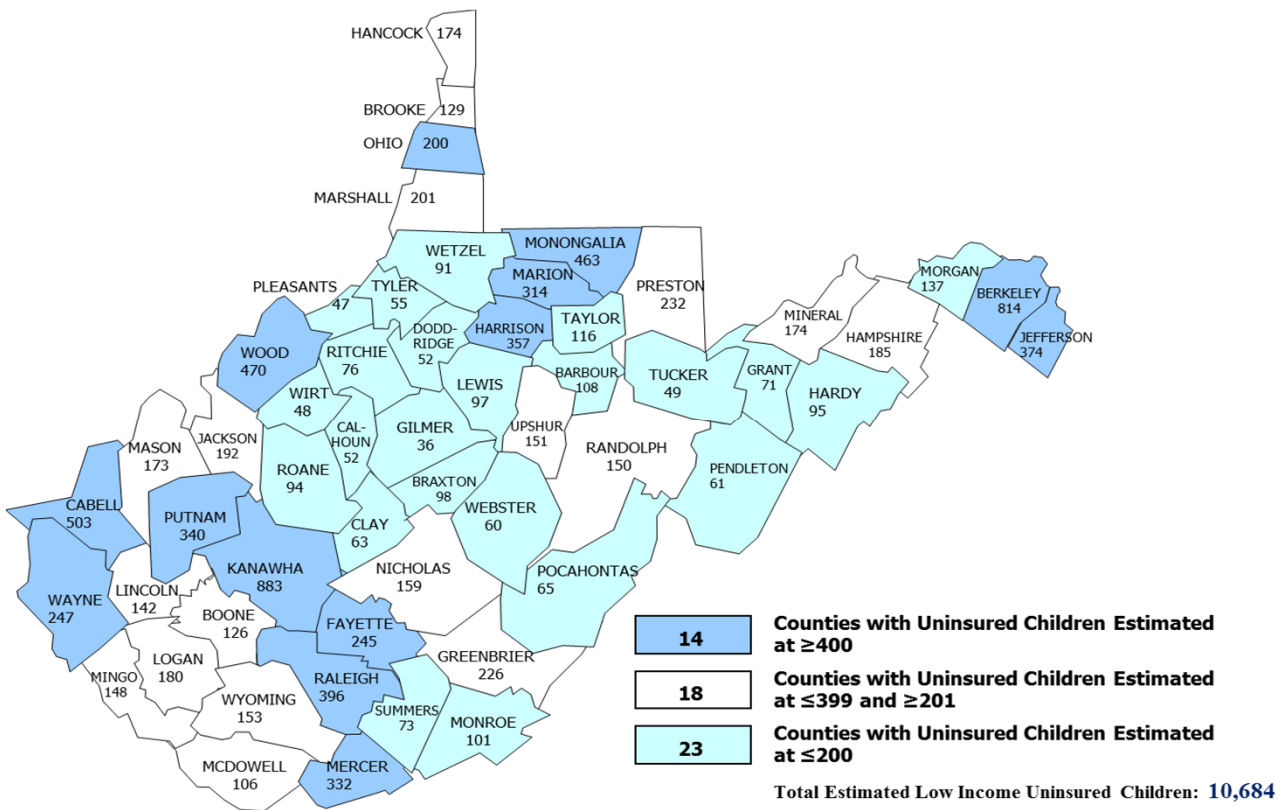 HANCOCK 174
BROOKE 129
OHIO 200
MARSHALL 201
WETZEL
91
MONONGALIA
463
MARION
314
PRESTON
232
PLEASANTS
47
TYLER
55
HARRISON
357
TAYLOR
116
DODD-
RIDGE
52
WOOD
470
RITCHIE
76
MORGAN
137
BERKELEY
814
JEFFERSON
374
MINERAL
174
HAMPSHIRE
185
WIRT
48
LEWIS
97
BARBOUR
108
TUCKER
49
GRANT
71
HARDY
95
CAL-
HOUN
52
GILMER
36
UPSHUR
151
RANDOLPH
150
JACKSON
192
MASON
173
ROANE
94
BRAXTON
98
PENDLETON
61
CABELL
503
PUTNAM
340
CLAY
63
WEBSTER
60
KANAWHA
883
NICHOLAS
159
POCAHONTAS
65
WAYNE
247
LINCOLN
142
BOONE
126
FAYETTE
245
GREENBRIER
226
MINGO
148
LOGAN
180
RALEIGH
396
WYOMING
153
SUMMERS
73
MONROE
101
MCDOWELL
106
MERCER
332
14 Counties with Uninsured Children Estimated
at ≥400
18 Counties with Uninsured Children Estimated
at ≤399 and ≥201
23 Counties with Uninsured Children Estimated
at ≤200
Total Estimated Low Income Uninsured Children: 10,684